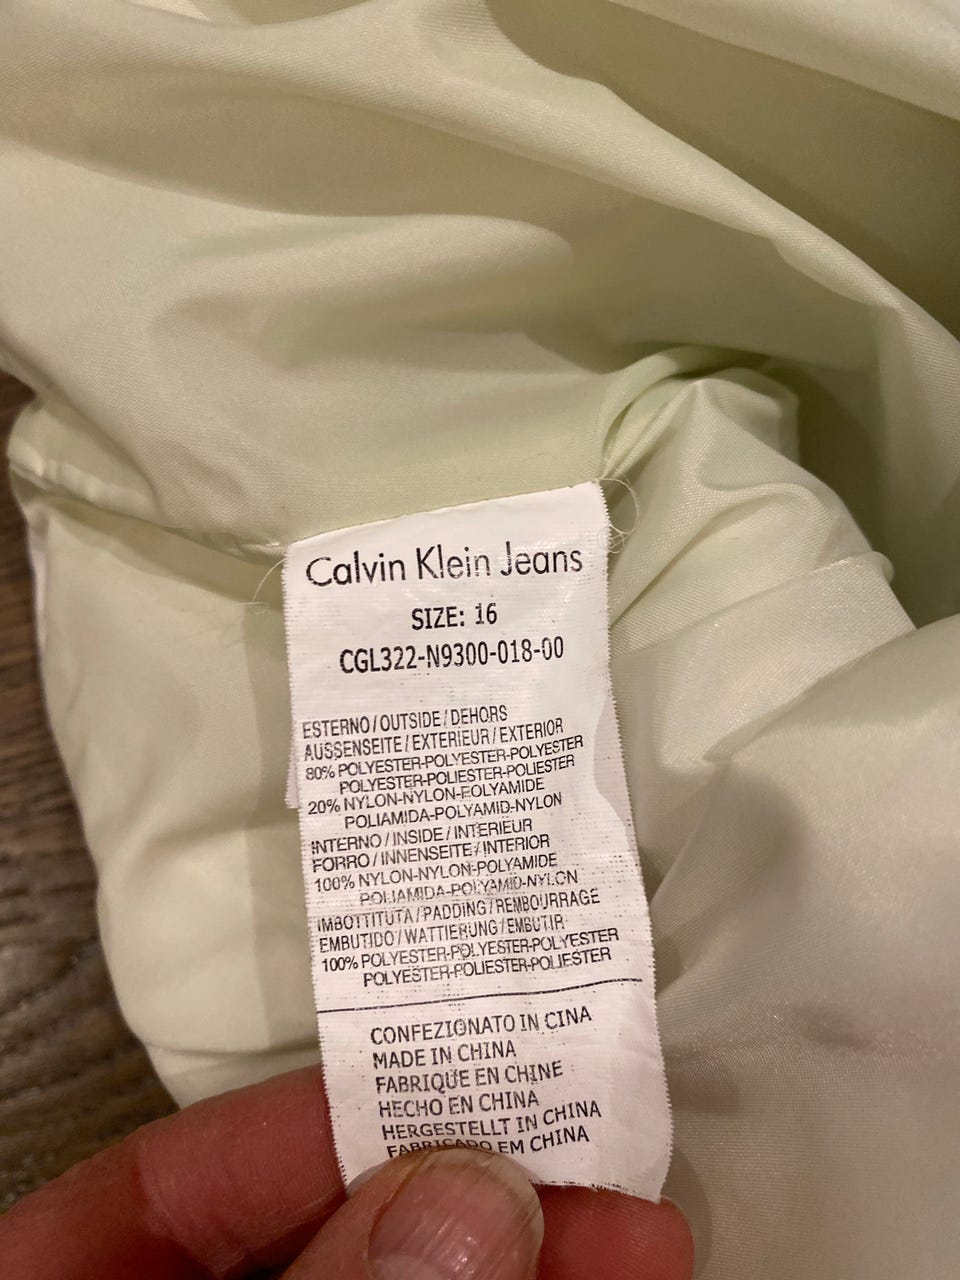 Calvin Klein Jeans
SIZE: 16
CGL322-N9300-018-00
ESTERNO/OUTSIDE/DEHORS
AUSSENSEITE/EXTERIEUR/EXTERIOR
80% POLYESTER-POLYESTER-POLYESTER
POLYESTER-POLIESTER-POLIESTER
20% NYLON-NYLON-POLYAMIDE
POLIAMIDA-POLYAMID-NYLON
INTERNO/INSIDE/INTERIEUR
FORRO/INNENSEITE/INTERIOR
100% NYLON-NYLON-POLYAMIDE
POLIAMIDA-POLYAMID-NYLON
IMBOTTITUTA/PADDING/REMBOURRAGE
EMBUTIDO/WATTIERUNG/EMBUTIR
100% POLYESTER-POLYESTER-POLYESTER
POLYESTER-POLIESTER-POLIESTER
CONFEZIONATO IN CINA
MADE IN CHINA
FABRIQUE EN CHINE
HECHO EN CHINA
HERGESTELLT IN CHINA
FABRICADO EM CHINA